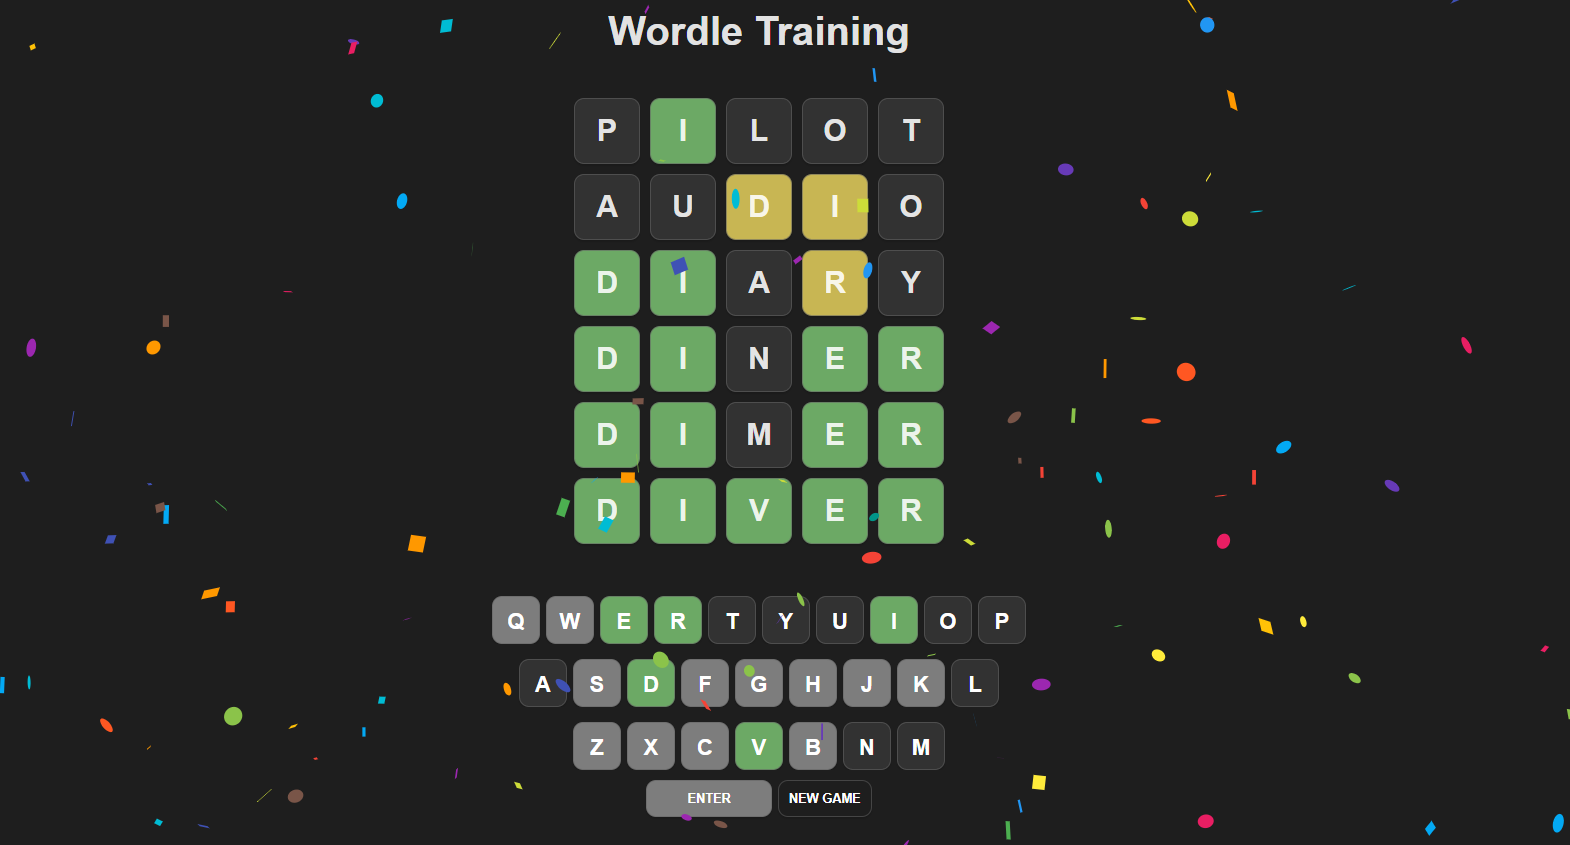 Wordle Training
P I L O T
A U D I O
D I A R Y
D I N E R
D I M E R
D I V E R
Q W E R T Y U I O P
A S D F G H J K L
Z X C V B N M
ENTER NEW GAME